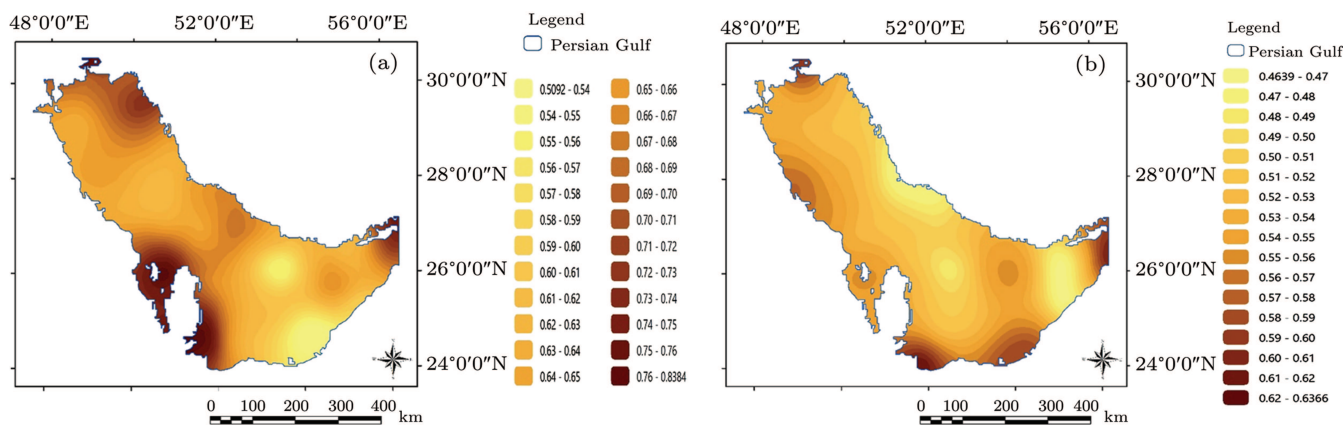 48°0′0″E 52°0′0″E 56°0′0″E
Legend
Persian Gulf
(a)
30°0′0″N
28°0′0″N
26°0′0″N
24°0′0″N
0.5092 - 0.54
0.54 - 0.55
0.55 - 0.56
0.56 - 0.57
0.57 - 0.58
0.58 - 0.59
0.59 - 0.60
0.60 - 0.61
0.61 - 0.62
0.62 - 0.63
0.63 - 0.64
0.64 - 0.65
0.65 - 0.66
0.66 - 0.67
0.67 - 0.68
0.68 - 0.69
0.69 - 0.70
0.70 - 0.71
0.71 - 0.72
0.72 - 0.73
0.73 - 0.74
0.74 - 0.75
0.75 - 0.76
0.76 - 0.8384
0 100 200 300 400
km
48°0′0″E 52°0′0″E 56°0′0″E
Legend
Persian Gulf
(b)
30°0′0″N
28°0′0″N
26°0′0″N
24°0′0″N
0.4639 - 0.47
0.47 - 0.48
0.48 - 0.49
0.49 - 0.50
0.50 - 0.51
0.51 - 0.52
0.52 - 0.53
0.53 - 0.54
0.54 - 0.55
0.55 - 0.56
0.56 - 0.57
0.57 - 0.58
0.58 - 0.59
0.59 - 0.60
0.60 - 0.61
0.61 - 0.62
0.62 - 0.6366
0 100 200 300 400
km